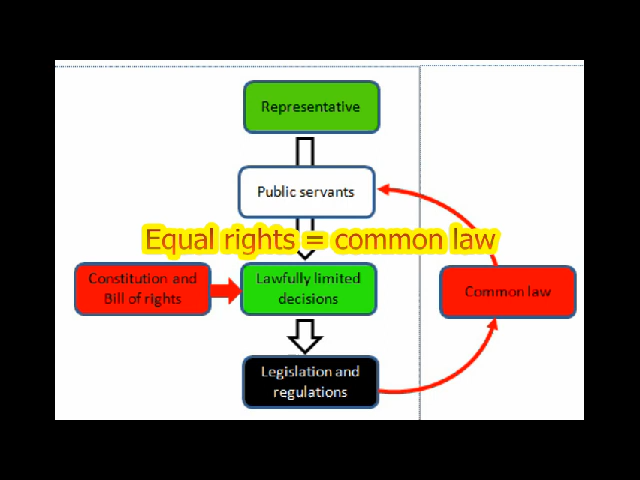 Representative
Public servants
Equal rights = common law
Constitution and
Bill of rights
Lawfully limited
decisions
Common law
Legislation and
regulations